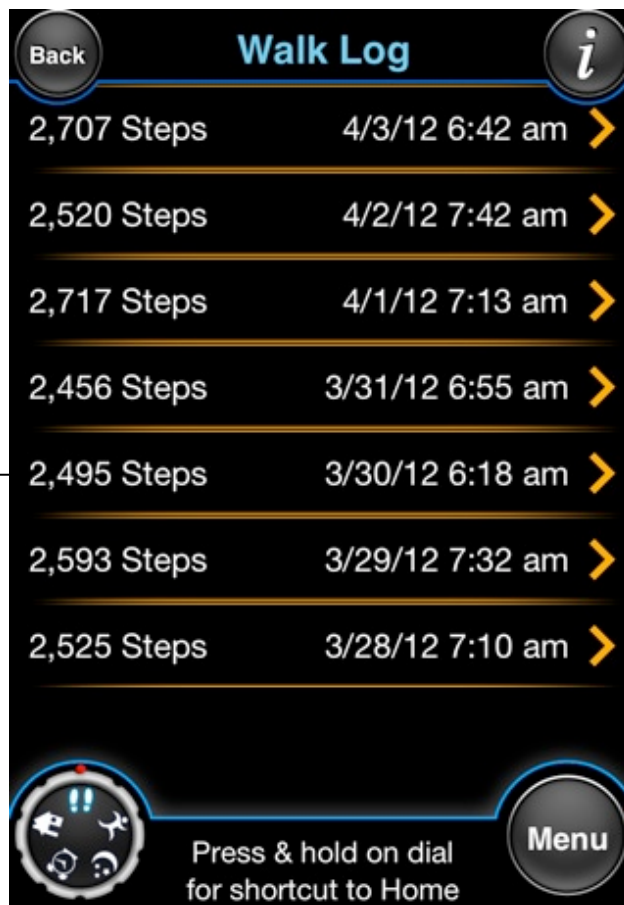 Back
Walk Log
i
2,707 Steps 4/3/12 6:42 am
2,520 Steps 4/2/12 7:42 am
2,717 Steps 4/1/12 7:13 am
2,456 Steps 3/31/12 6:55 am
2,495 Steps 3/30/12 6:18 am
2,593 Steps 3/29/12 7:32 am
2,525 Steps 3/28/12 7:10 am
Press & hold on dial
for shortcut to Home
Menu